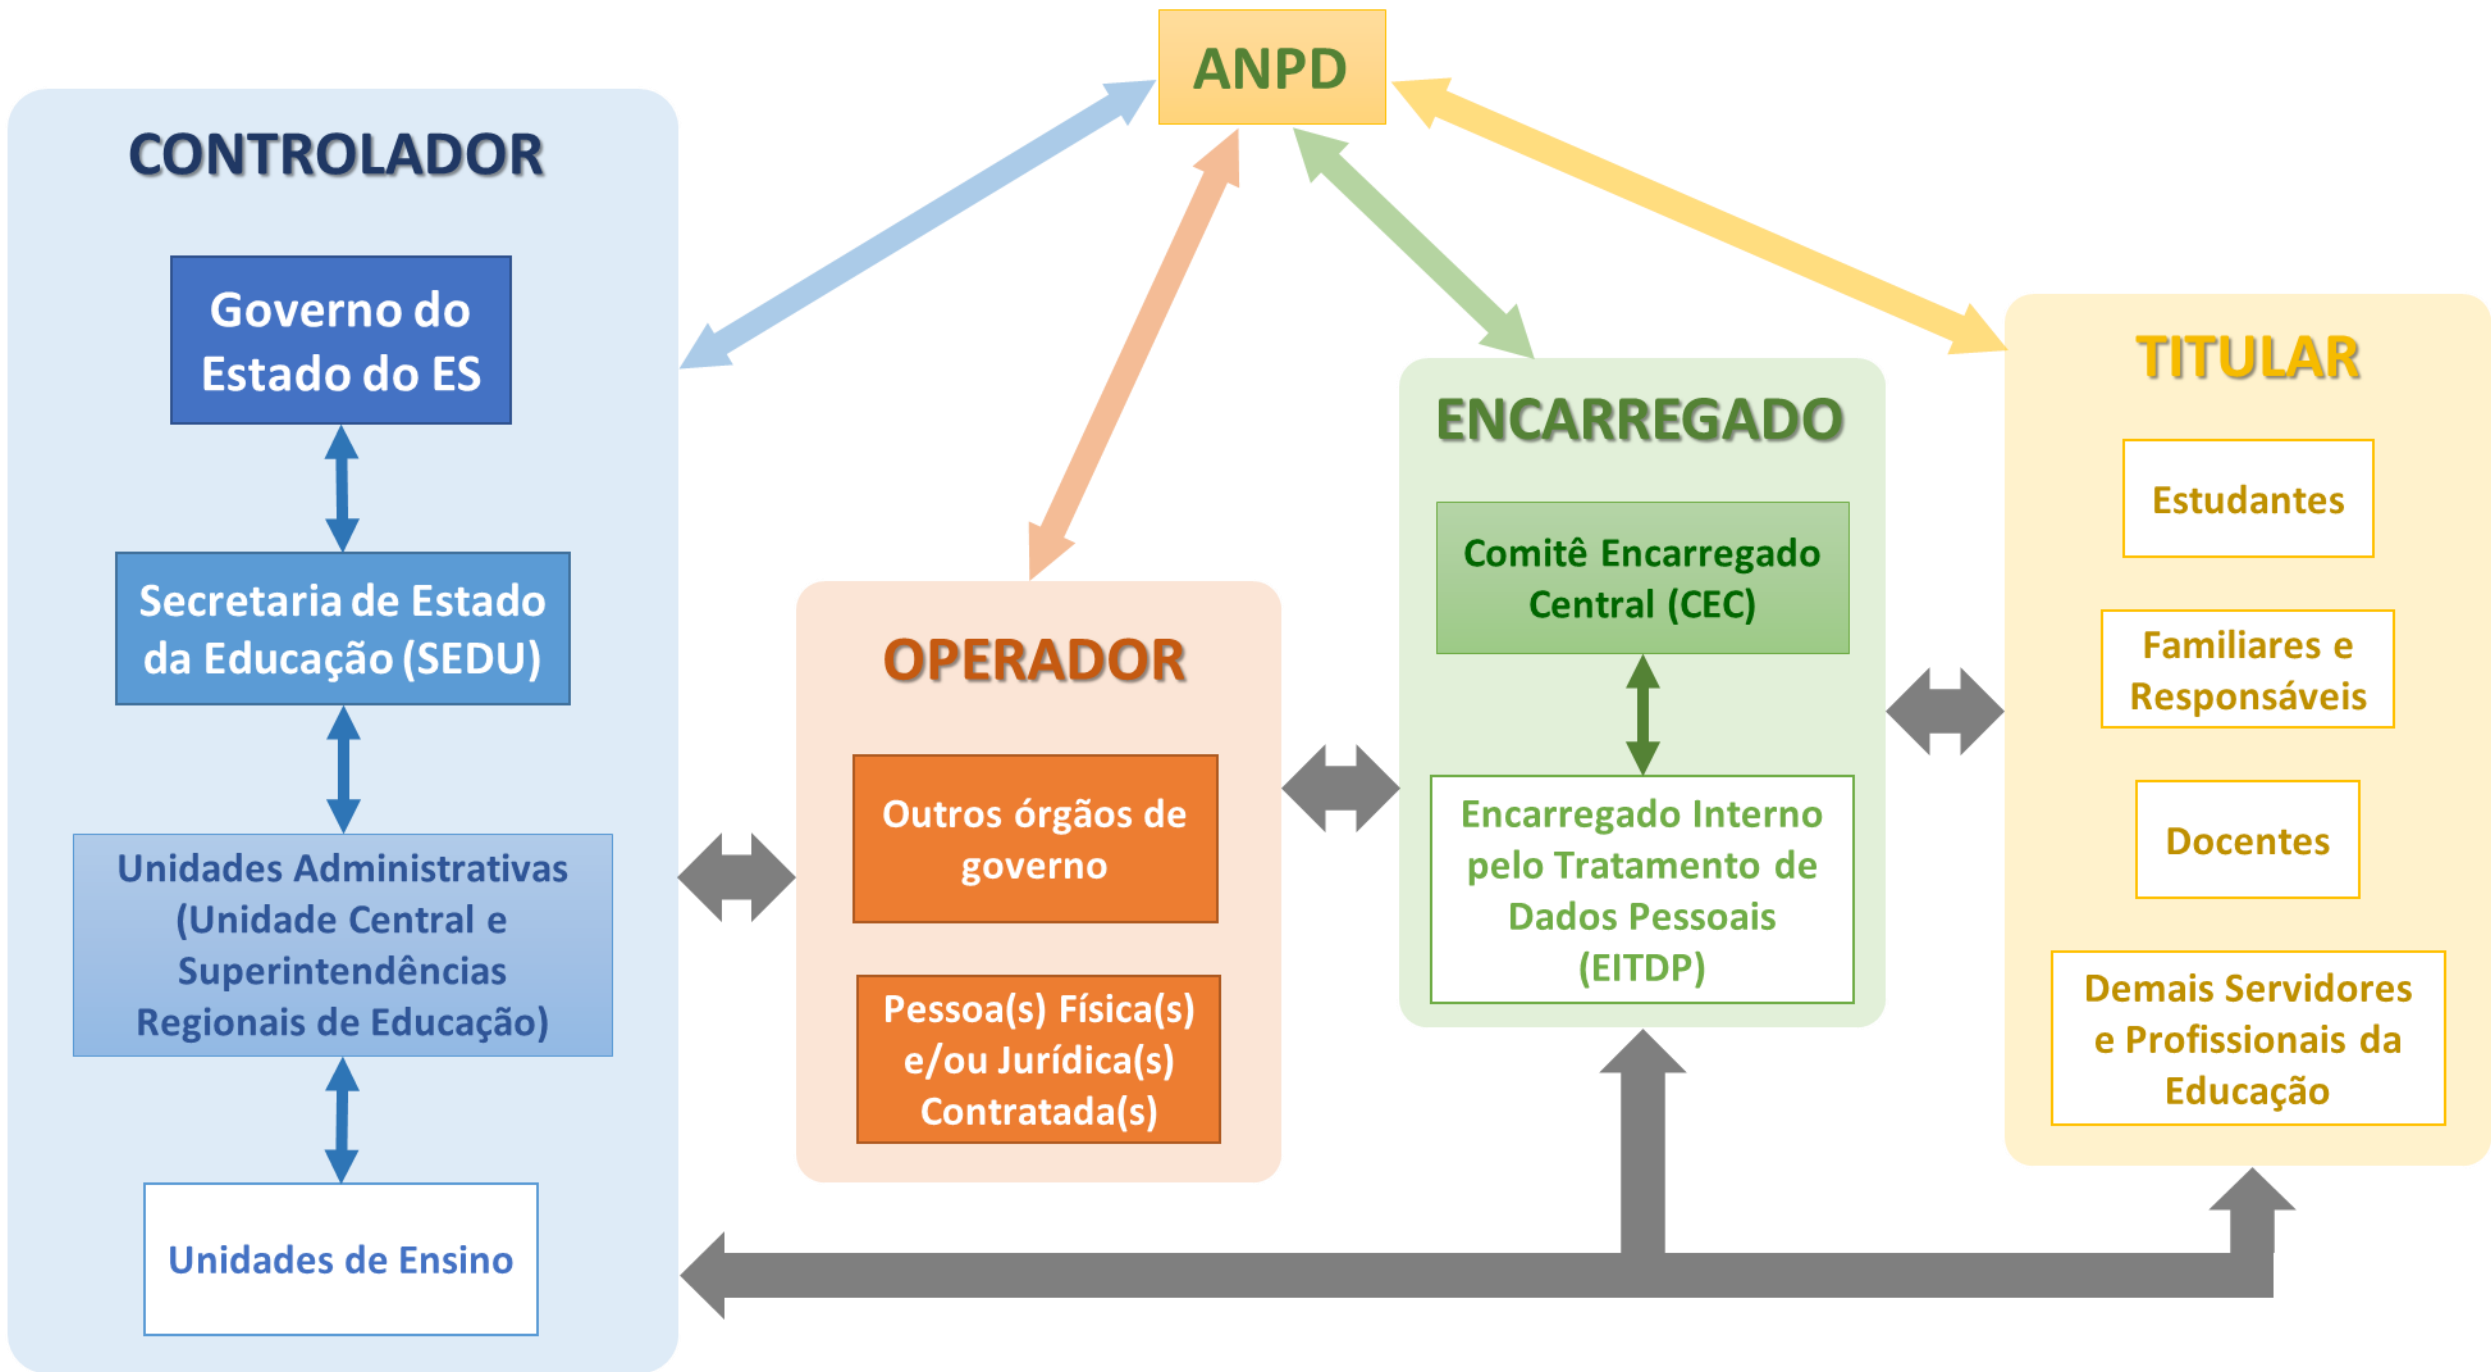 ANPD
CONTROLADOR
Governo do
Estado do ES
Secretaria de Estado
da Educação (SEDU)
Unidades Administrativas
(Unidade Central e
Superintendências
Regionais de Educação)
Unidades de Ensino
OPERADOR
Outros órgãos de
governo
Pessoa(s) Física(s)
e/ou Jurídica(s)
Contratada(s)
ENCARREGADO
Comitê Encarregado
Central (CEC)
Encarregado Interno
pelo Tratamento de
Dados Pessoais
(EITDP)
TITULAR
Estudantes
Familiares e
Responsáveis
Docentes
Demais Servidores
e Profissionais da
Educação